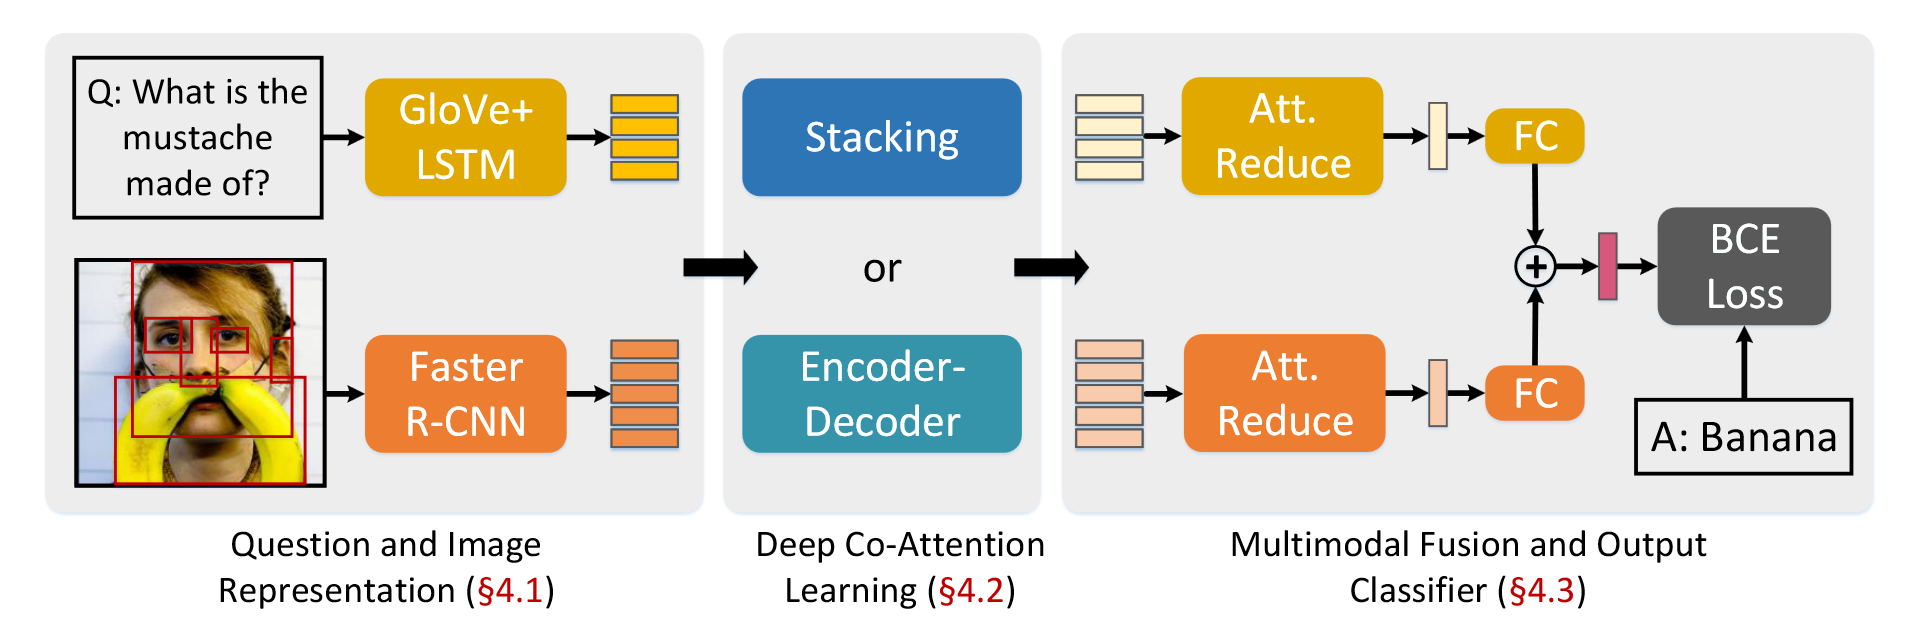 Q: What is the
mustache
made of?
GloVe+
LSTM
Faster
R-CNN
Question and Image
Representation (§4.1)
Stacking
or
Encoder-
Decoder
Deep Co-Attention
Learning (§4.2)
Att.
Reduce
FC
Att.
Reduce
FC
+
BCE
Loss
A: Banana
Multimodal Fusion and Output
Classifier (§4.3)